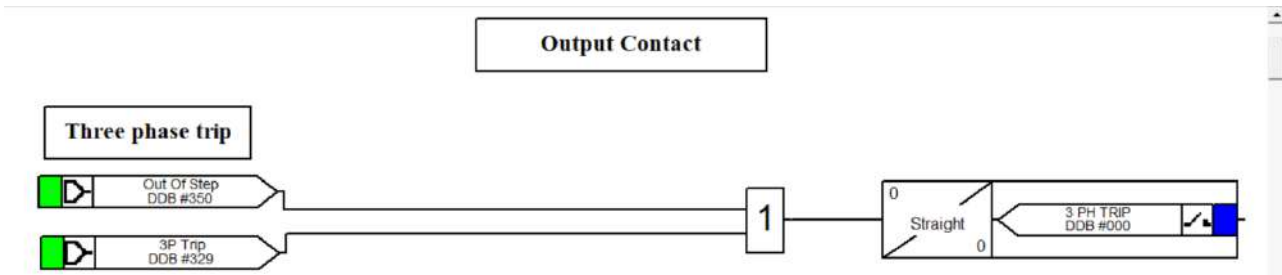 Output Contact
Three phase trip
Out Of Step
DDB #350
3P Trip
DDB #329
1
0
Straight
0
3 PH TRIP
DDB #000